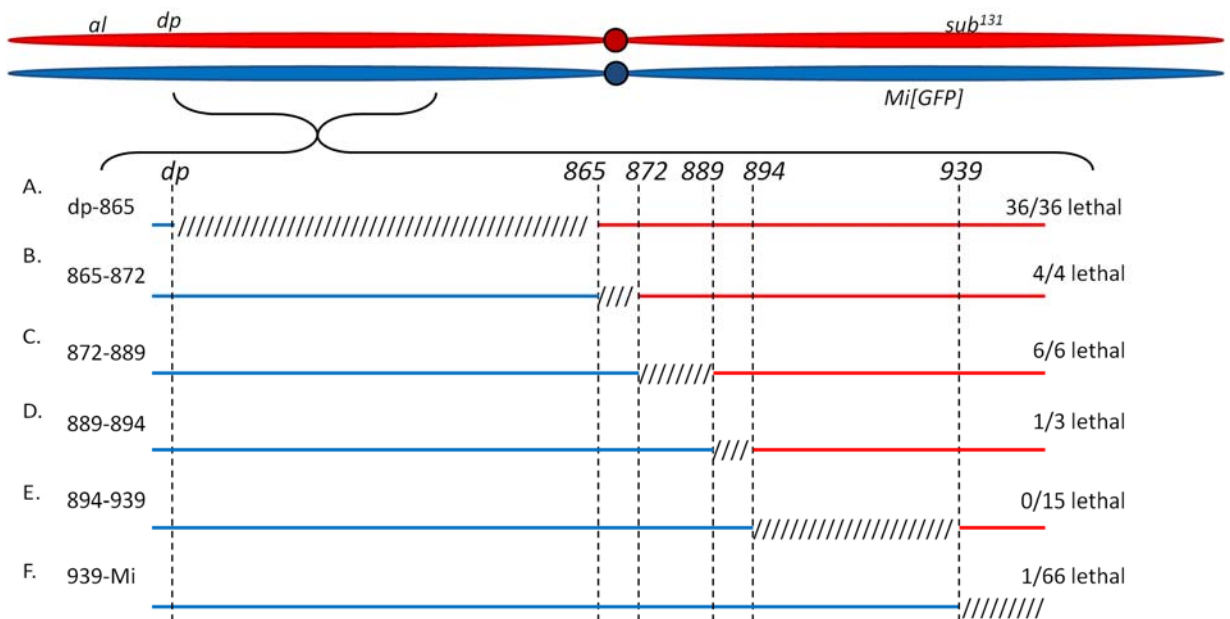 al dp sub¹³¹
Mi[GFP]
dp 865 872 889 894 939
A.
dp-865 36/36 lethal
B.
865-872 4/4 lethal
C.
872-889 6/6 lethal
D.
889-894 1/3 lethal
E.
894-939 0/15 lethal
F.
939-Mi 1/66 lethal